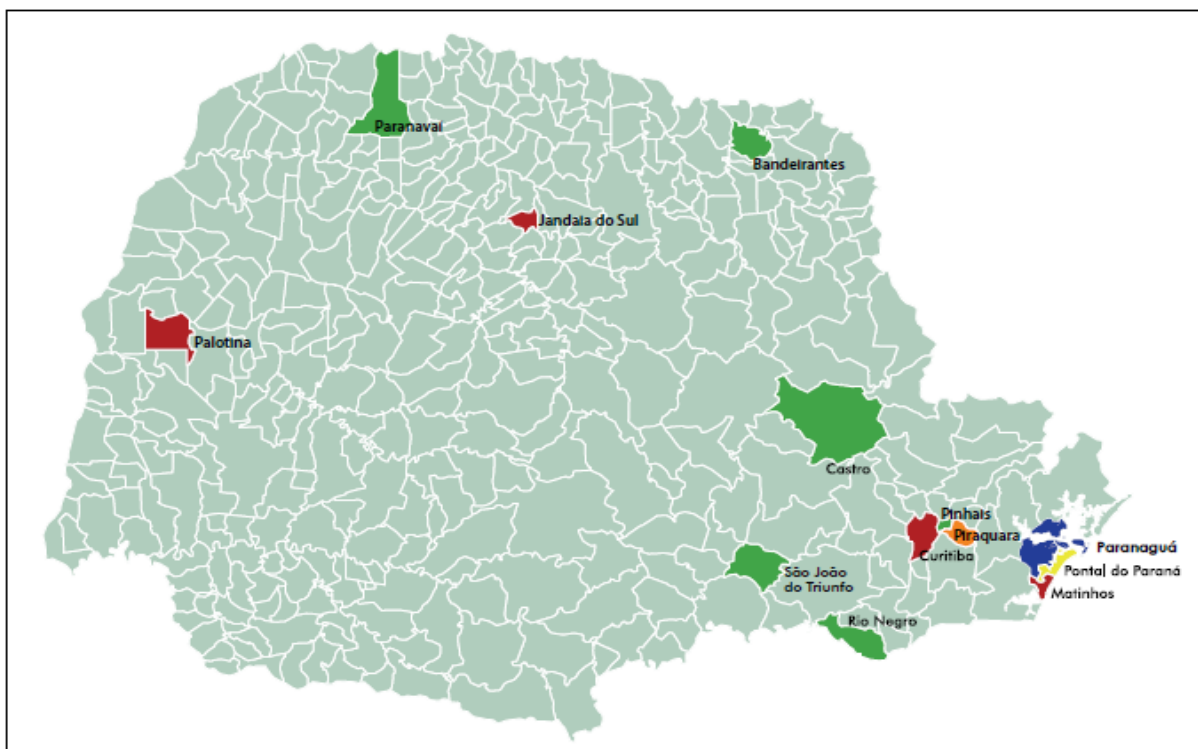 Paranavaí
Bandeirantes
Jandaia do Sul
Palotina
Castro
Pinhais
Piraquara
Curitiba
Paranaguá
Pontal do Paraná
Matinhos
São João
do Triunfo
Rio Negro